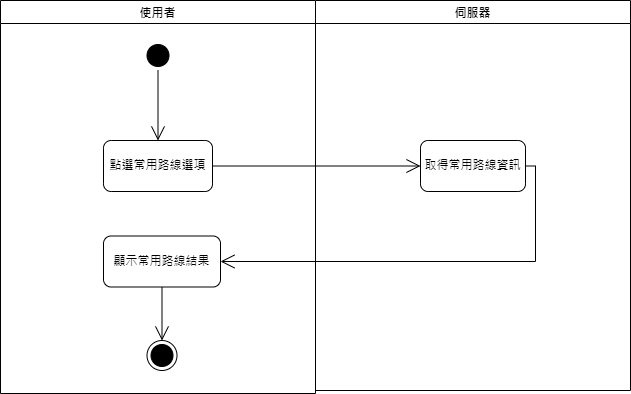 使用者
伺服器
點選常用路線選項
取得常用路線資訊
顯示常用路線結果